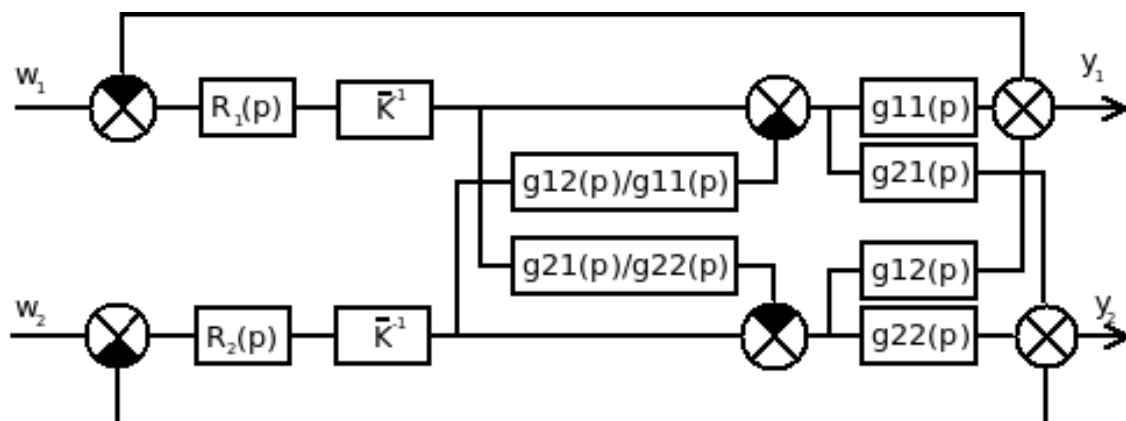 w₁
y₁
R₁(p)
K̄⁻¹
g11(p)
g12(p)/g11(p)
g21(p)
g21(p)/g22(p)
g12(p)
w₂
y₂
R₂(p)
K̄⁻¹
g22(p)